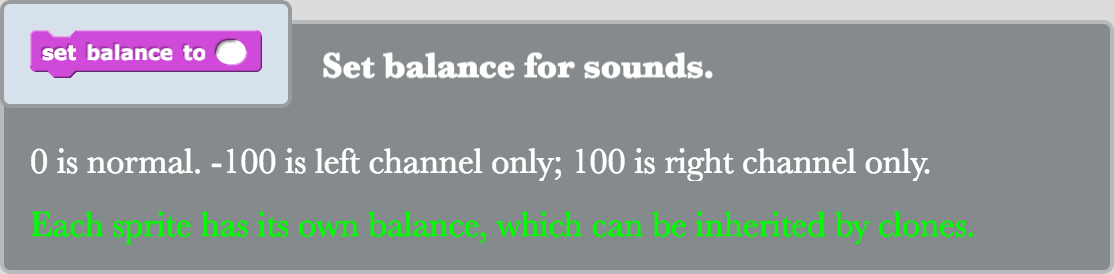 set balance to
Set balance for sounds.
0 is normal. -100 is left channel only; 100 is right channel only.
Each sprite has its own balance, which can be inherited by clones.